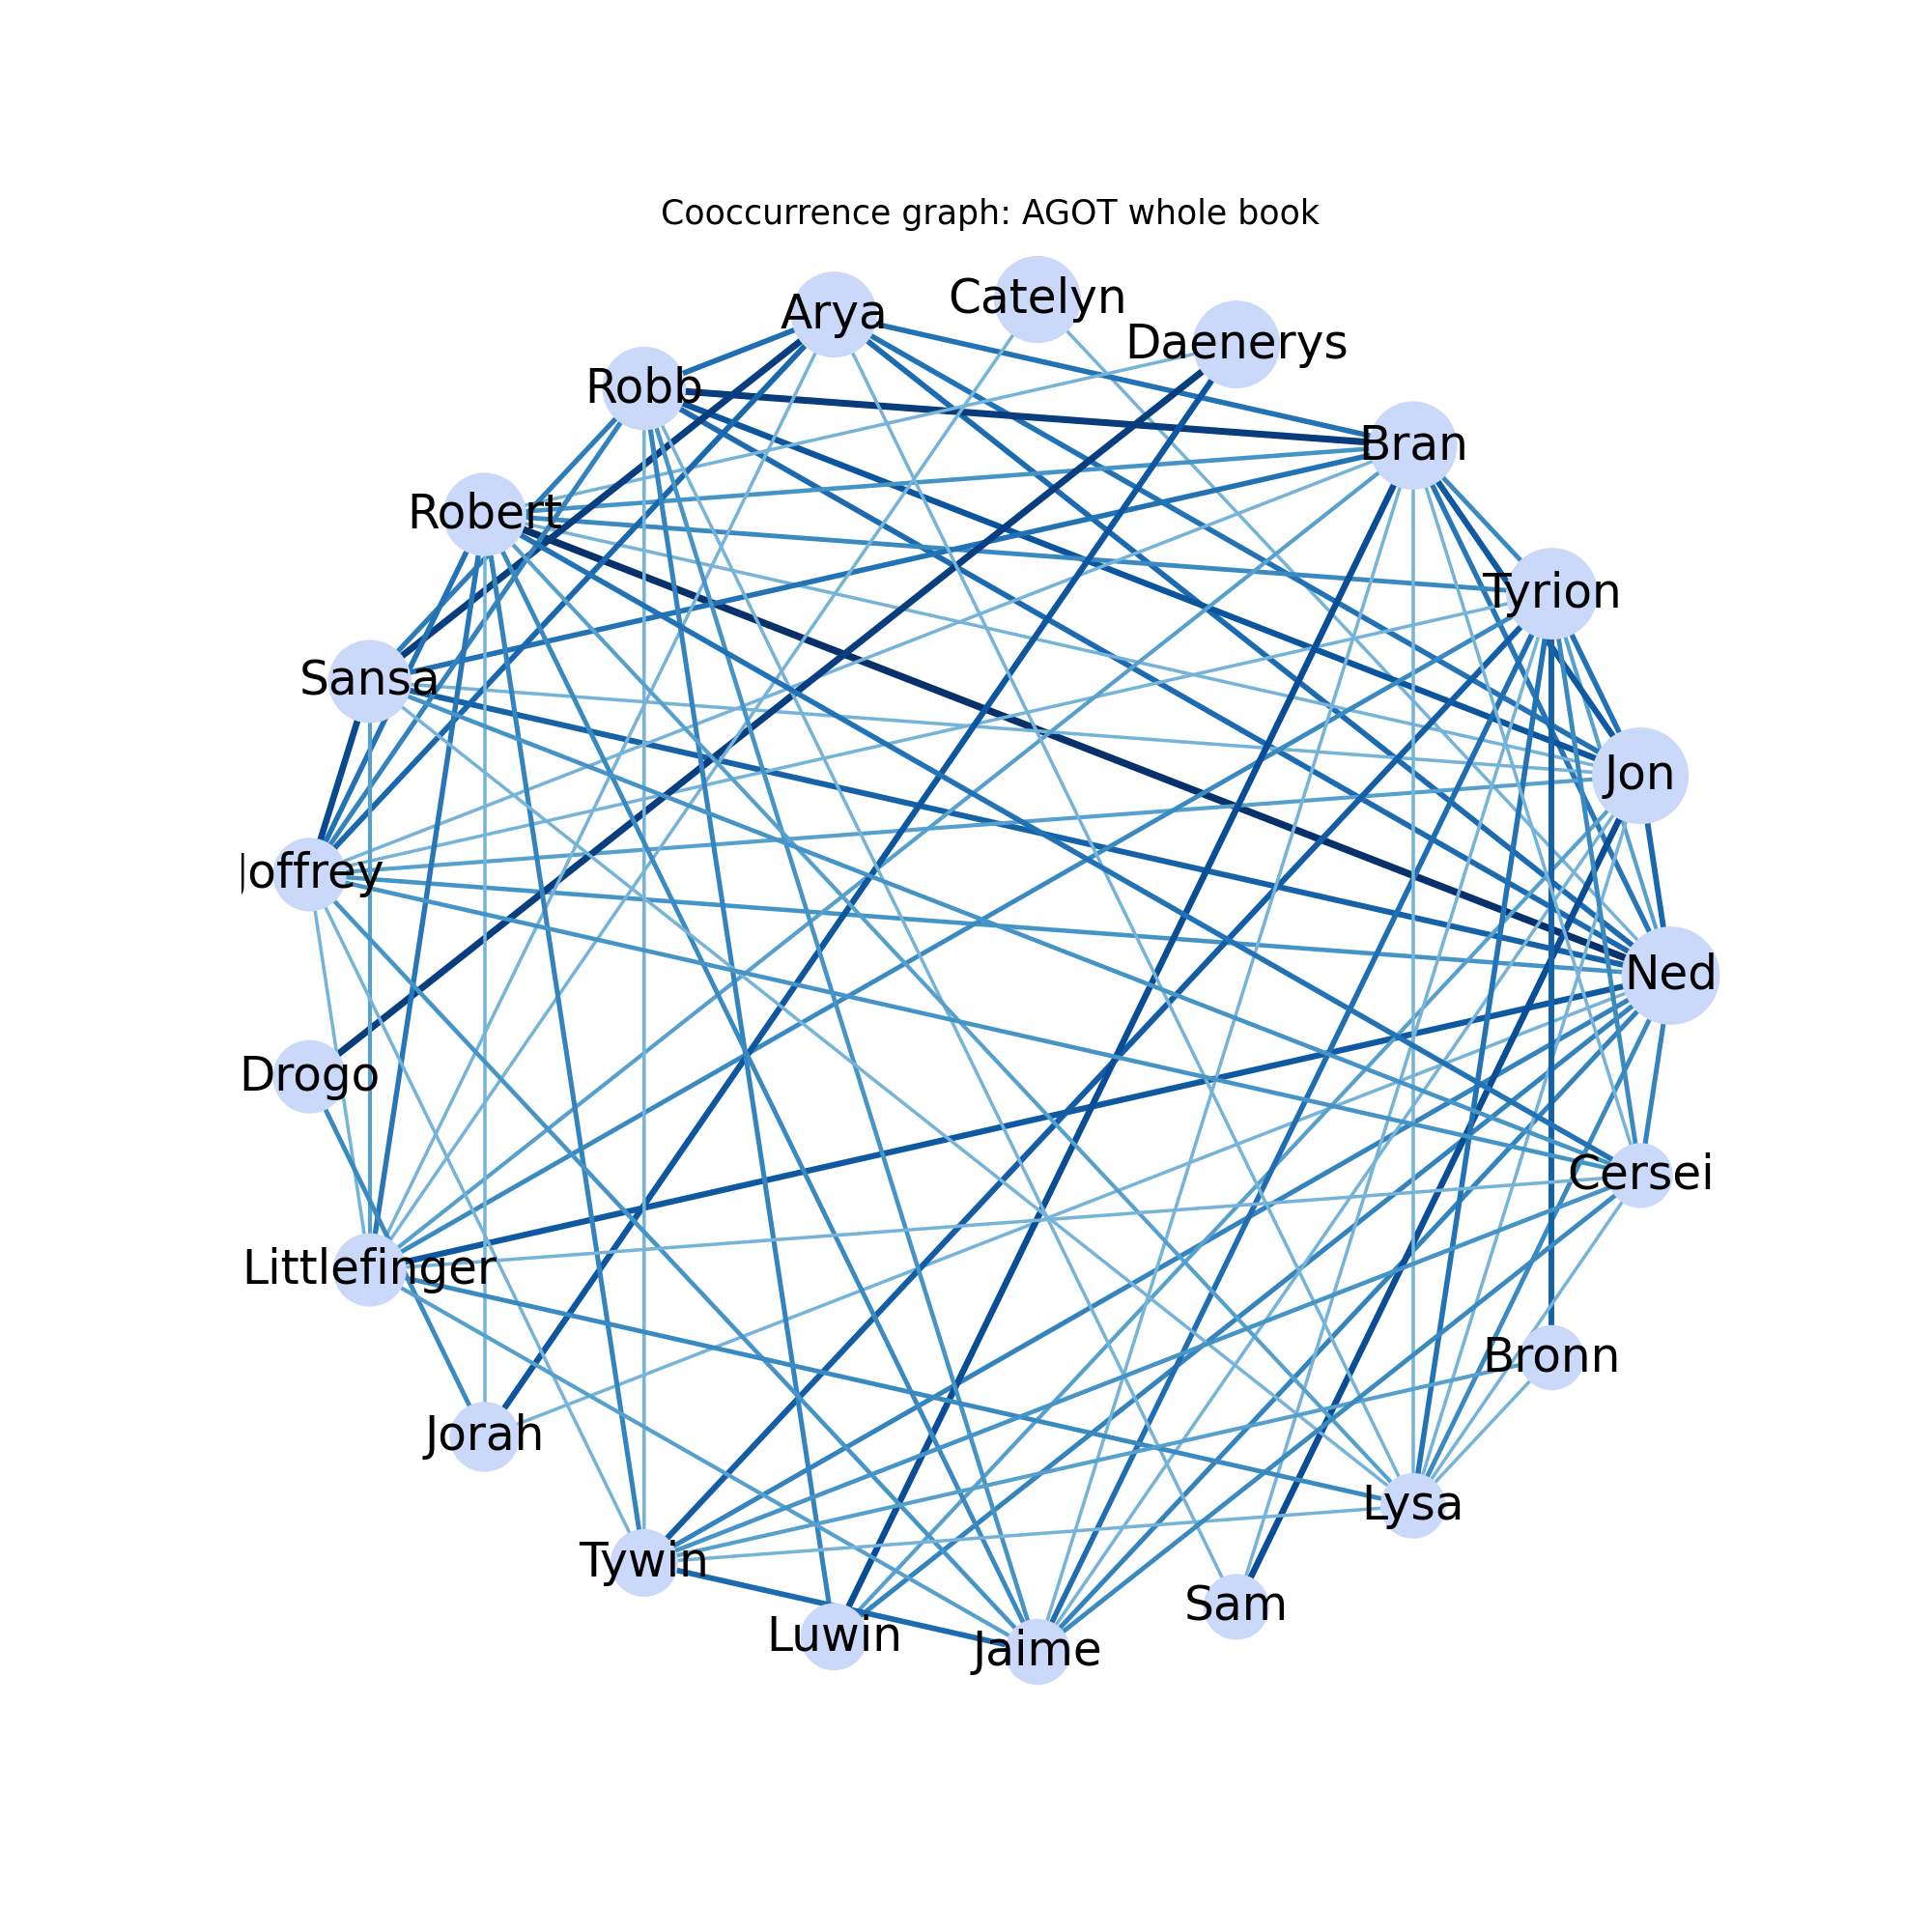 Cooccurrence graph: AGOT whole book
Catelyn
Arya
Daenerys
Robb
Bran
Robert
Tyrion
Sansa
Jon
Joffrey
Ned
Drogo
Cersei
Littlefinger
Bronn
Jorah
Lysa
Tywin
Sam
Luwin
Jaime